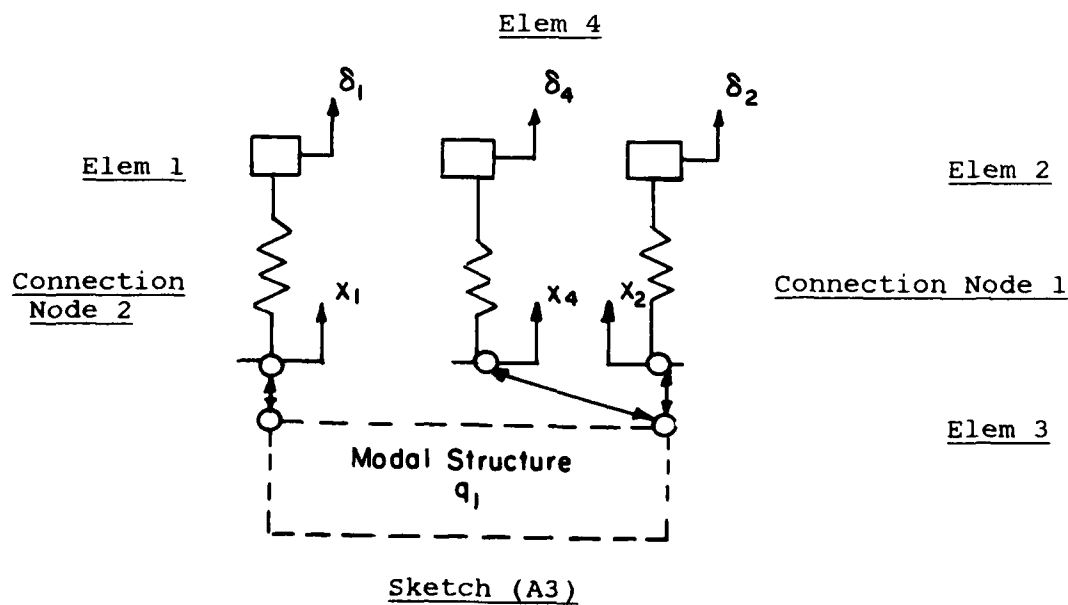 Elem 4
δ₁
δ₄
δ₂
Elem 1
Elem 2
Connection
Node 2
X₁
X₄
X₂
Connection Node 1
Elem 3
Modal Structure
q₁
Sketch (A3)